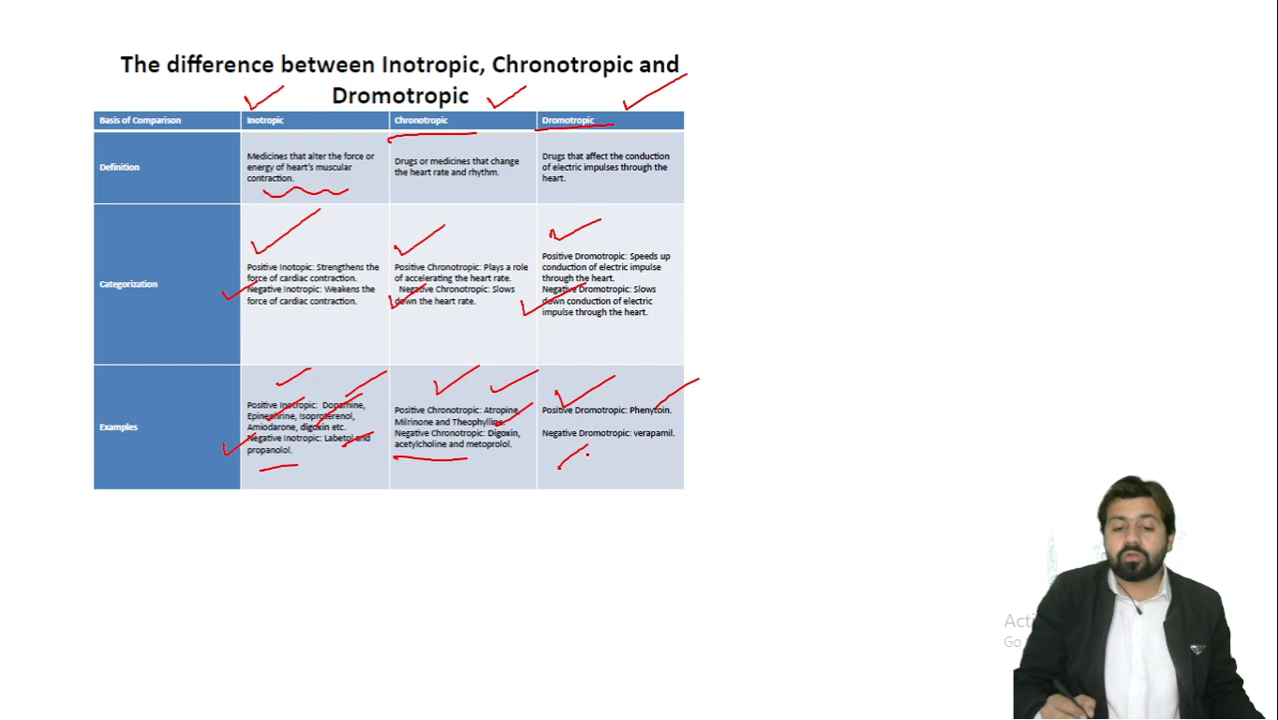 The difference between Inotropic, Chronotropic and
Dromotropic
Basis of Comparison
Inotropic
Chronotropic
Dromotropic
Definition
Medicines that alter the force or
energy of heart's muscular
contraction.
Drugs or medicines that change
the heart rate and rhythm.
Drugs that affect the conduction
of electric impulses through the
heart.
Categorization
Positive Inotopic: Strengthens the
force of cardiac contraction.
Negative Inotropic: Weakens the
force of cardiac contraction.
Positive Chronotropic: Plays a role
of accelerating the heart rate.
Negative Chronotropic: Slows
down the heart rate.
Positive Dromotropic: Speeds up
conduction of electric impulse
through the heart.
Negative Dromotropic: Slows
down conduction of electric
impulse through the heart.
Examples
Positive Inotropic: Dopamine,
Epinephrine, Isoproterenol,
Amiodarone, digoxin etc.
Negative Inotropic: Labetol and
propanolol.
Positive Chronotropic: Atropine,
Milrinone and Theophylline.
Negative Chronotropic: Digoxin,
acetylcholine and metoprolol.
Positive Dromotropic: Phenytoin.
Negative Dromotropic: verapamil.
Go